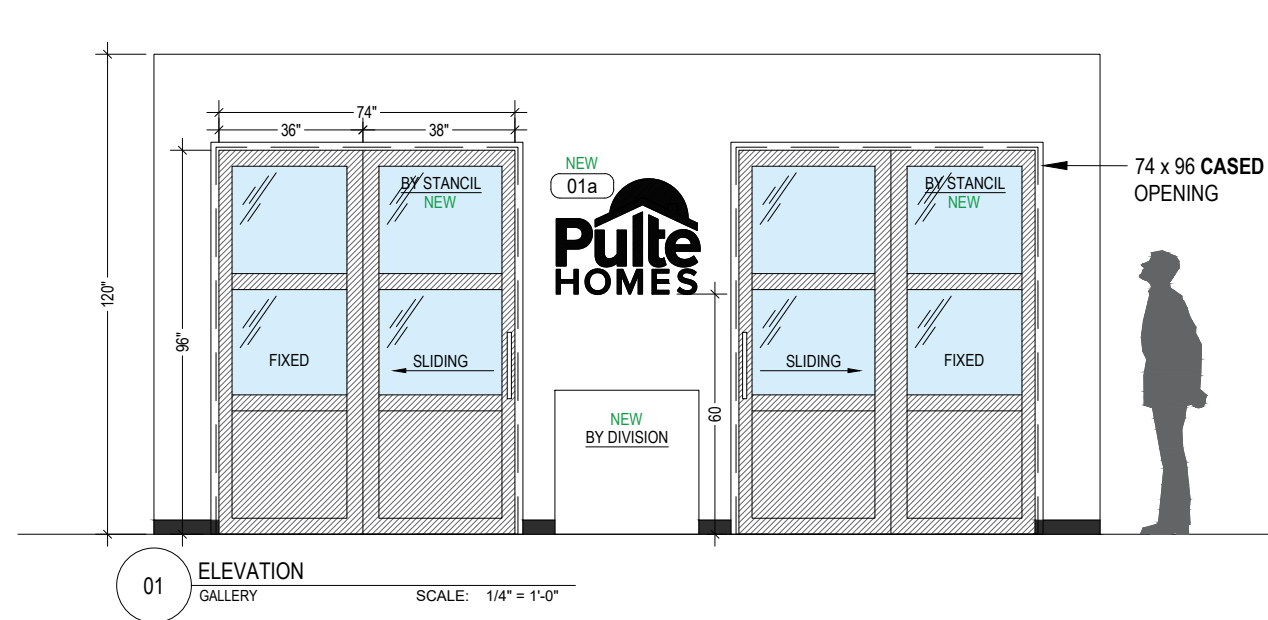 74"
36"
38"
NEW
01a
BY STANCIL
NEW
BY STANCIL
NEW
74 x 96 CASED
OPENING
Pulte
HOMES
120"
96"
FIXED
SLIDING
SLIDING
FIXED
60
NEW
BY DIVISION
01
ELEVATION
GALLERY
SCALE: 1/4" = 1'-0"